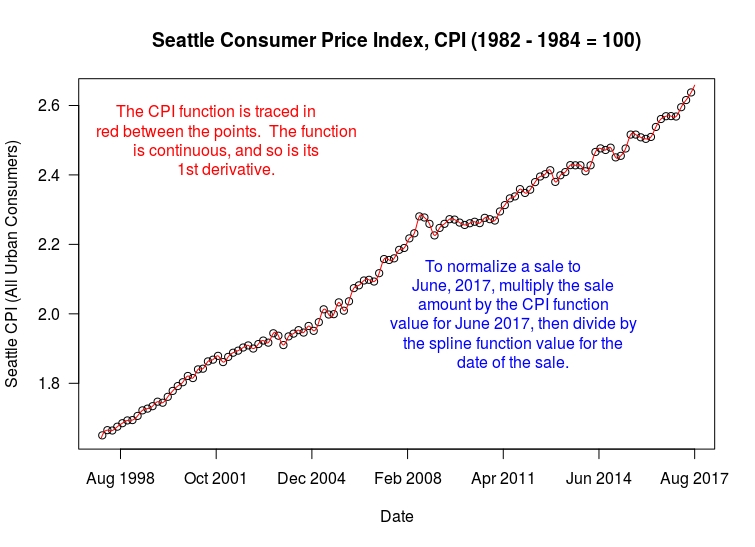 Seattle Consumer Price Index, CPI (1982 - 1984 = 100)
The CPI function is traced in
red between the points.  The function
is continuous, and so is its
1st derivative.
To normalize a sale to
June, 2017, multiply the sale
amount by the CPI function
value for June 2017, then divide by
the spline function value for the
date of the sale.
Seattle CPI (All Urban Consumers)
2.6
2.4
2.2
2.0
1.8
Aug 1998 Oct 2001 Dec 2004 Feb 2008 Apr 2011 Jun 2014 Aug 2017
Date